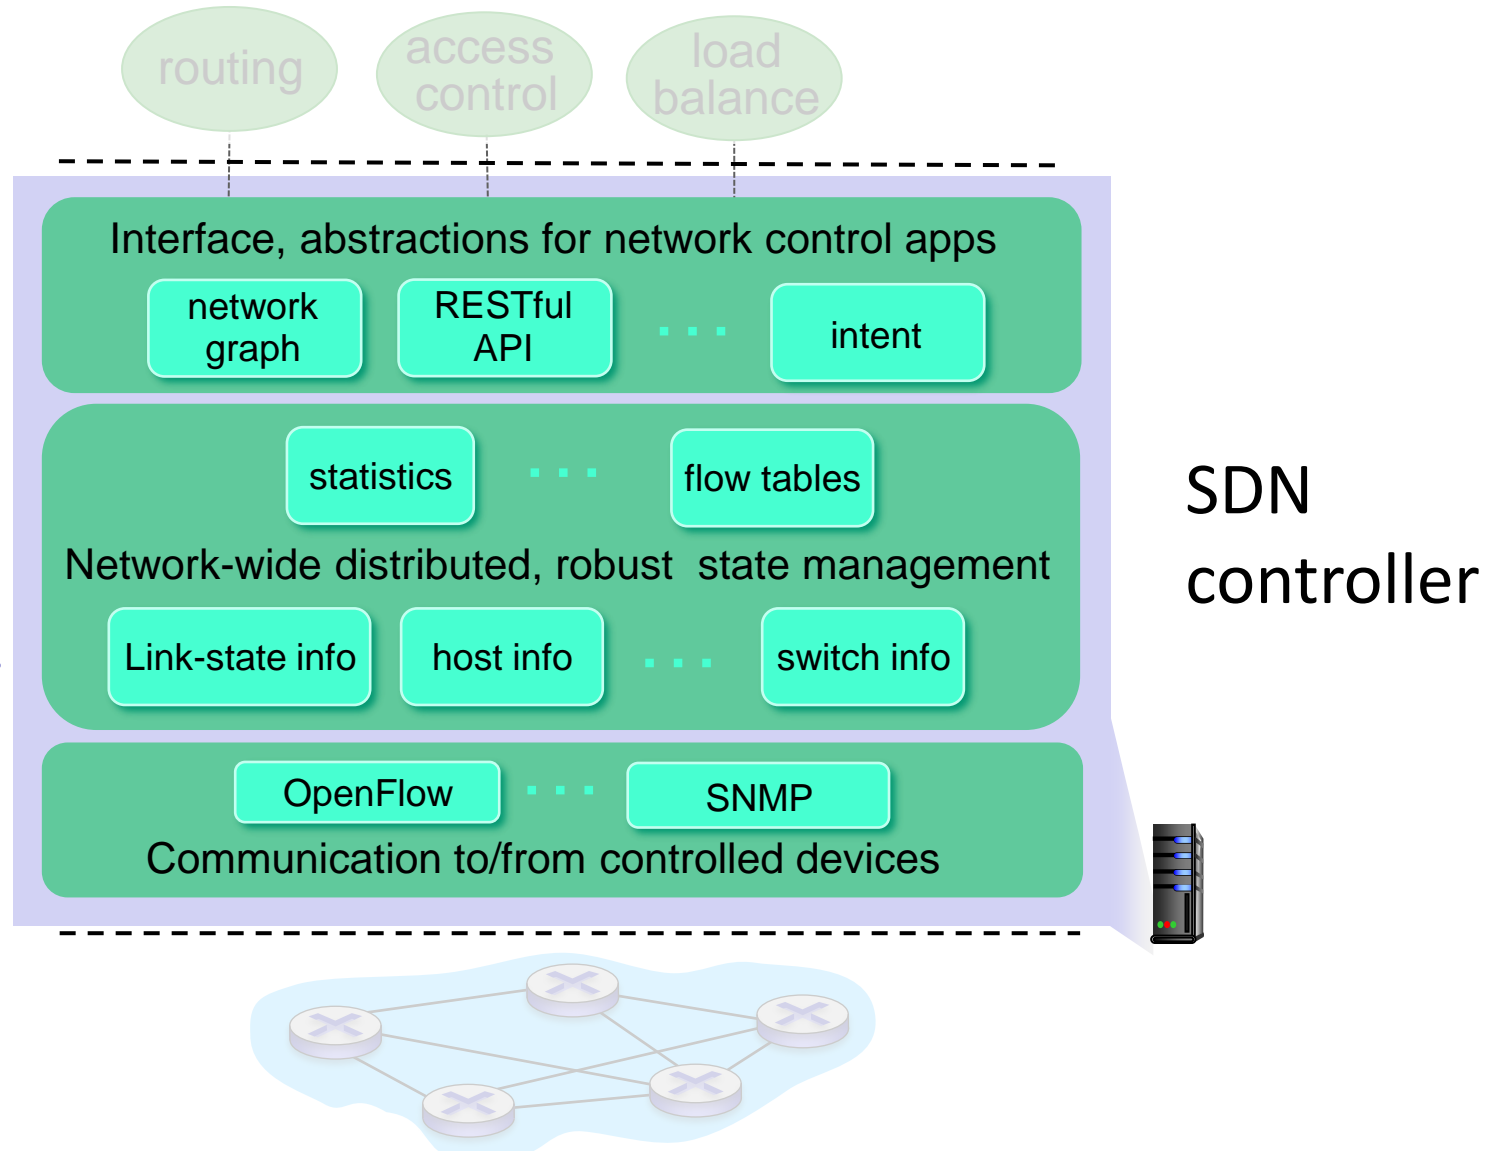 routing
access
control
load
balance
Interface, abstractions for network control apps
network
graph
RESTful
API
. . .
intent
statistics
. . .
flow tables
Network-wide distributed, robust  state management
Link-state info
host info
. . .
switch info
OpenFlow
. . .
SNMP
Communication to/from controlled devices
SDN
controller